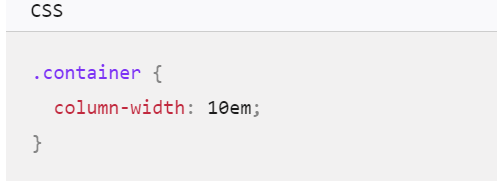 CSS
.container {
column-width: 10em;
}